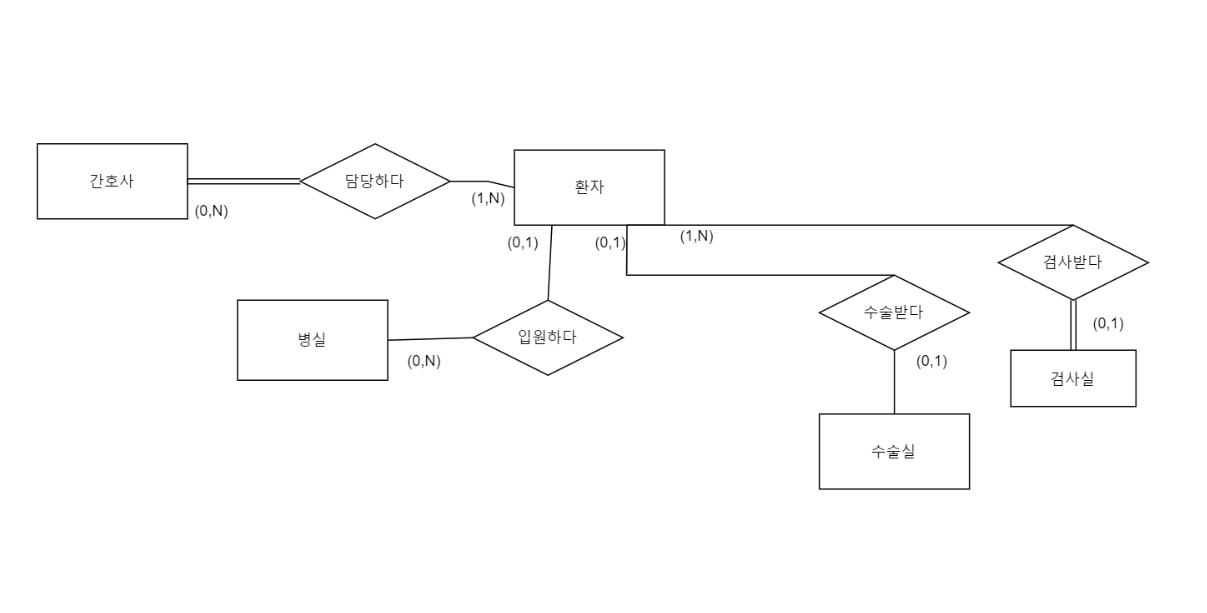 간호사
담당하다
환자
(0,N)
(1,N)
(0,1)
(0,1)
(1,N)
검사받다
병실
입원하다
수술받다
(0,1)
(0,N)
(0,1)
검사실
수술실